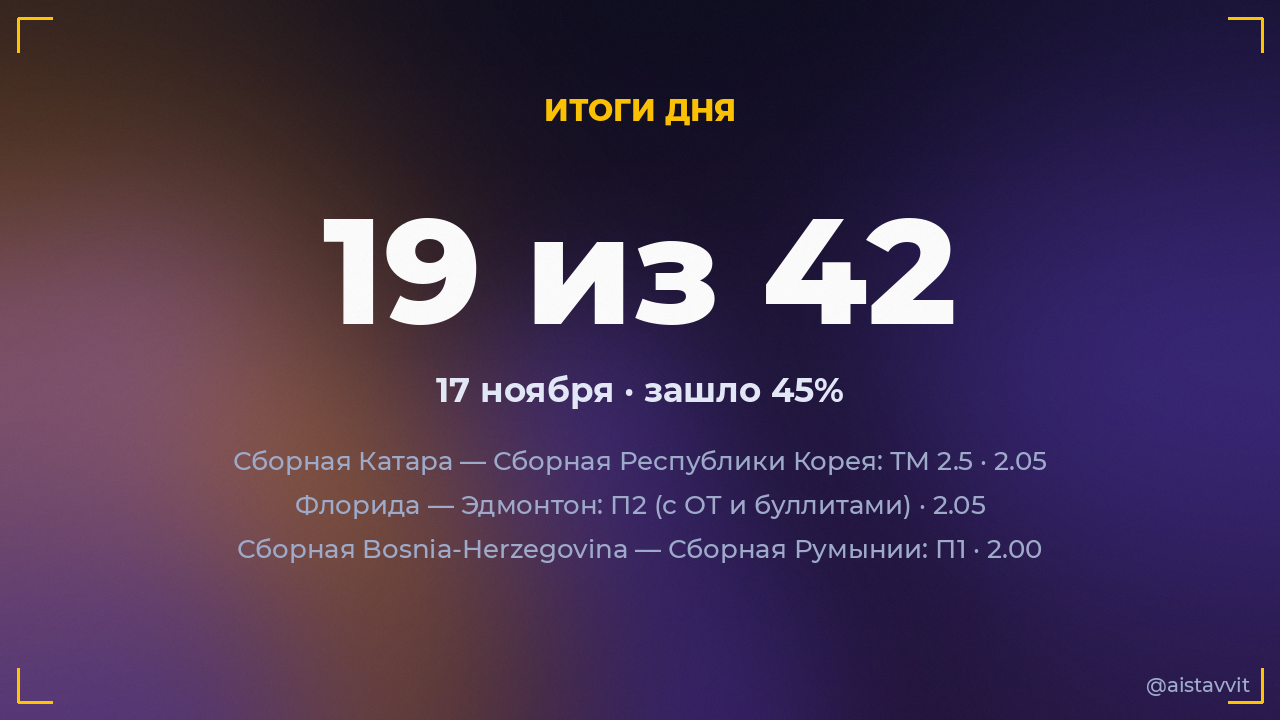 ИТОГИ ДНЯ
19 из 42
17 ноября · зашло 45%
Сборная Катара — Сборная Республики Корея: ТМ 2.5 · 2.05
Флорида — Эдмонтон: П2 (с ОТ и буллитами) · 2.05
Сборная Bosnia-Herzegovina — Сборная Румынии: П1 · 2.00
@aistavvit